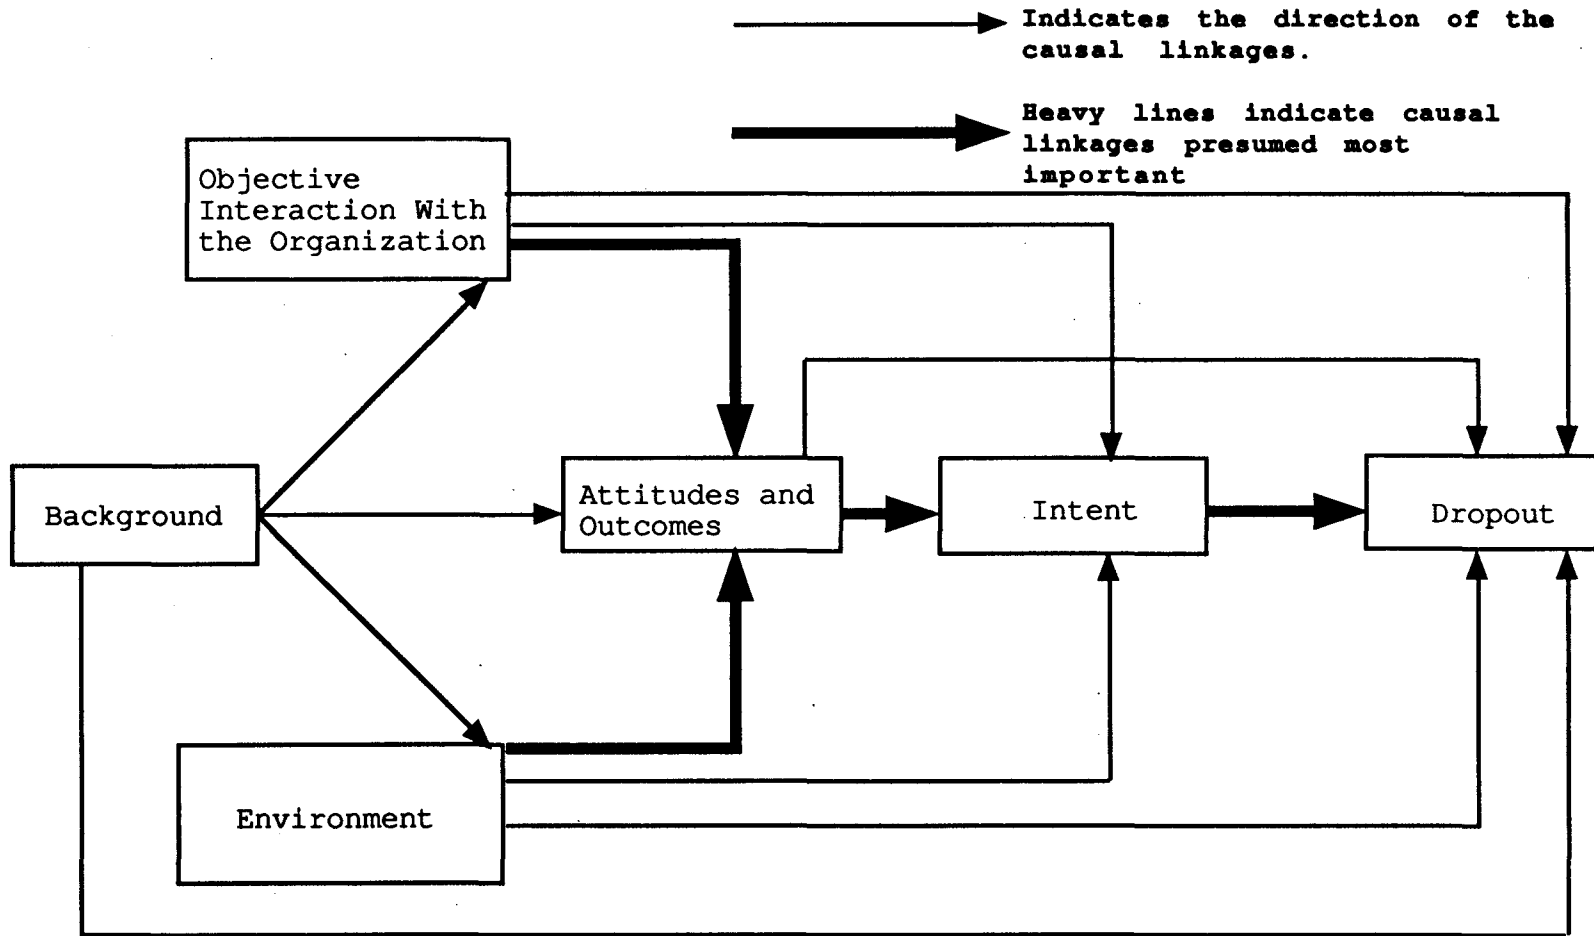 Indicates the direction of the
causal linkages.
Heavy lines indicate causal
linkages presumed most
important
Objective
Interaction With
the Organization
Background
Attitudes and
Outcomes
Intent
Dropout
Environment